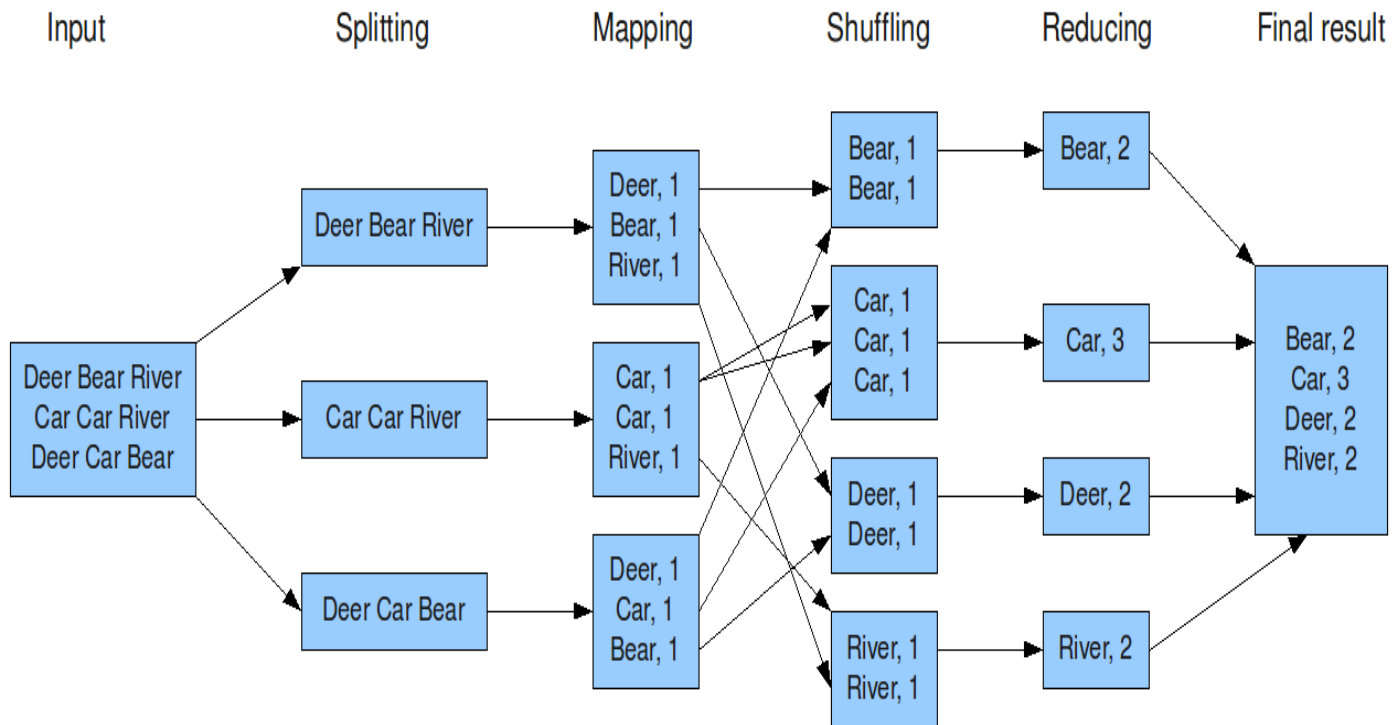 Input
Splitting
Mapping
Shuffling
Reducing
Final result
Deer Bear River
Car Car River
Deer Car Bear
Deer Bear River
Car Car River
Deer Car Bear
Deer, 1
Bear, 1
River, 1
Car, 1
Car, 1
River, 1
Deer, 1
Car, 1
Bear, 1
Bear, 1
Bear, 1
Car, 1
Car, 1
Car, 1
Deer, 1
Deer, 1
River, 1
River, 1
Bear, 2
Car, 3
Deer, 2
River, 2
Bear, 2
Car, 3
Deer, 2
River, 2